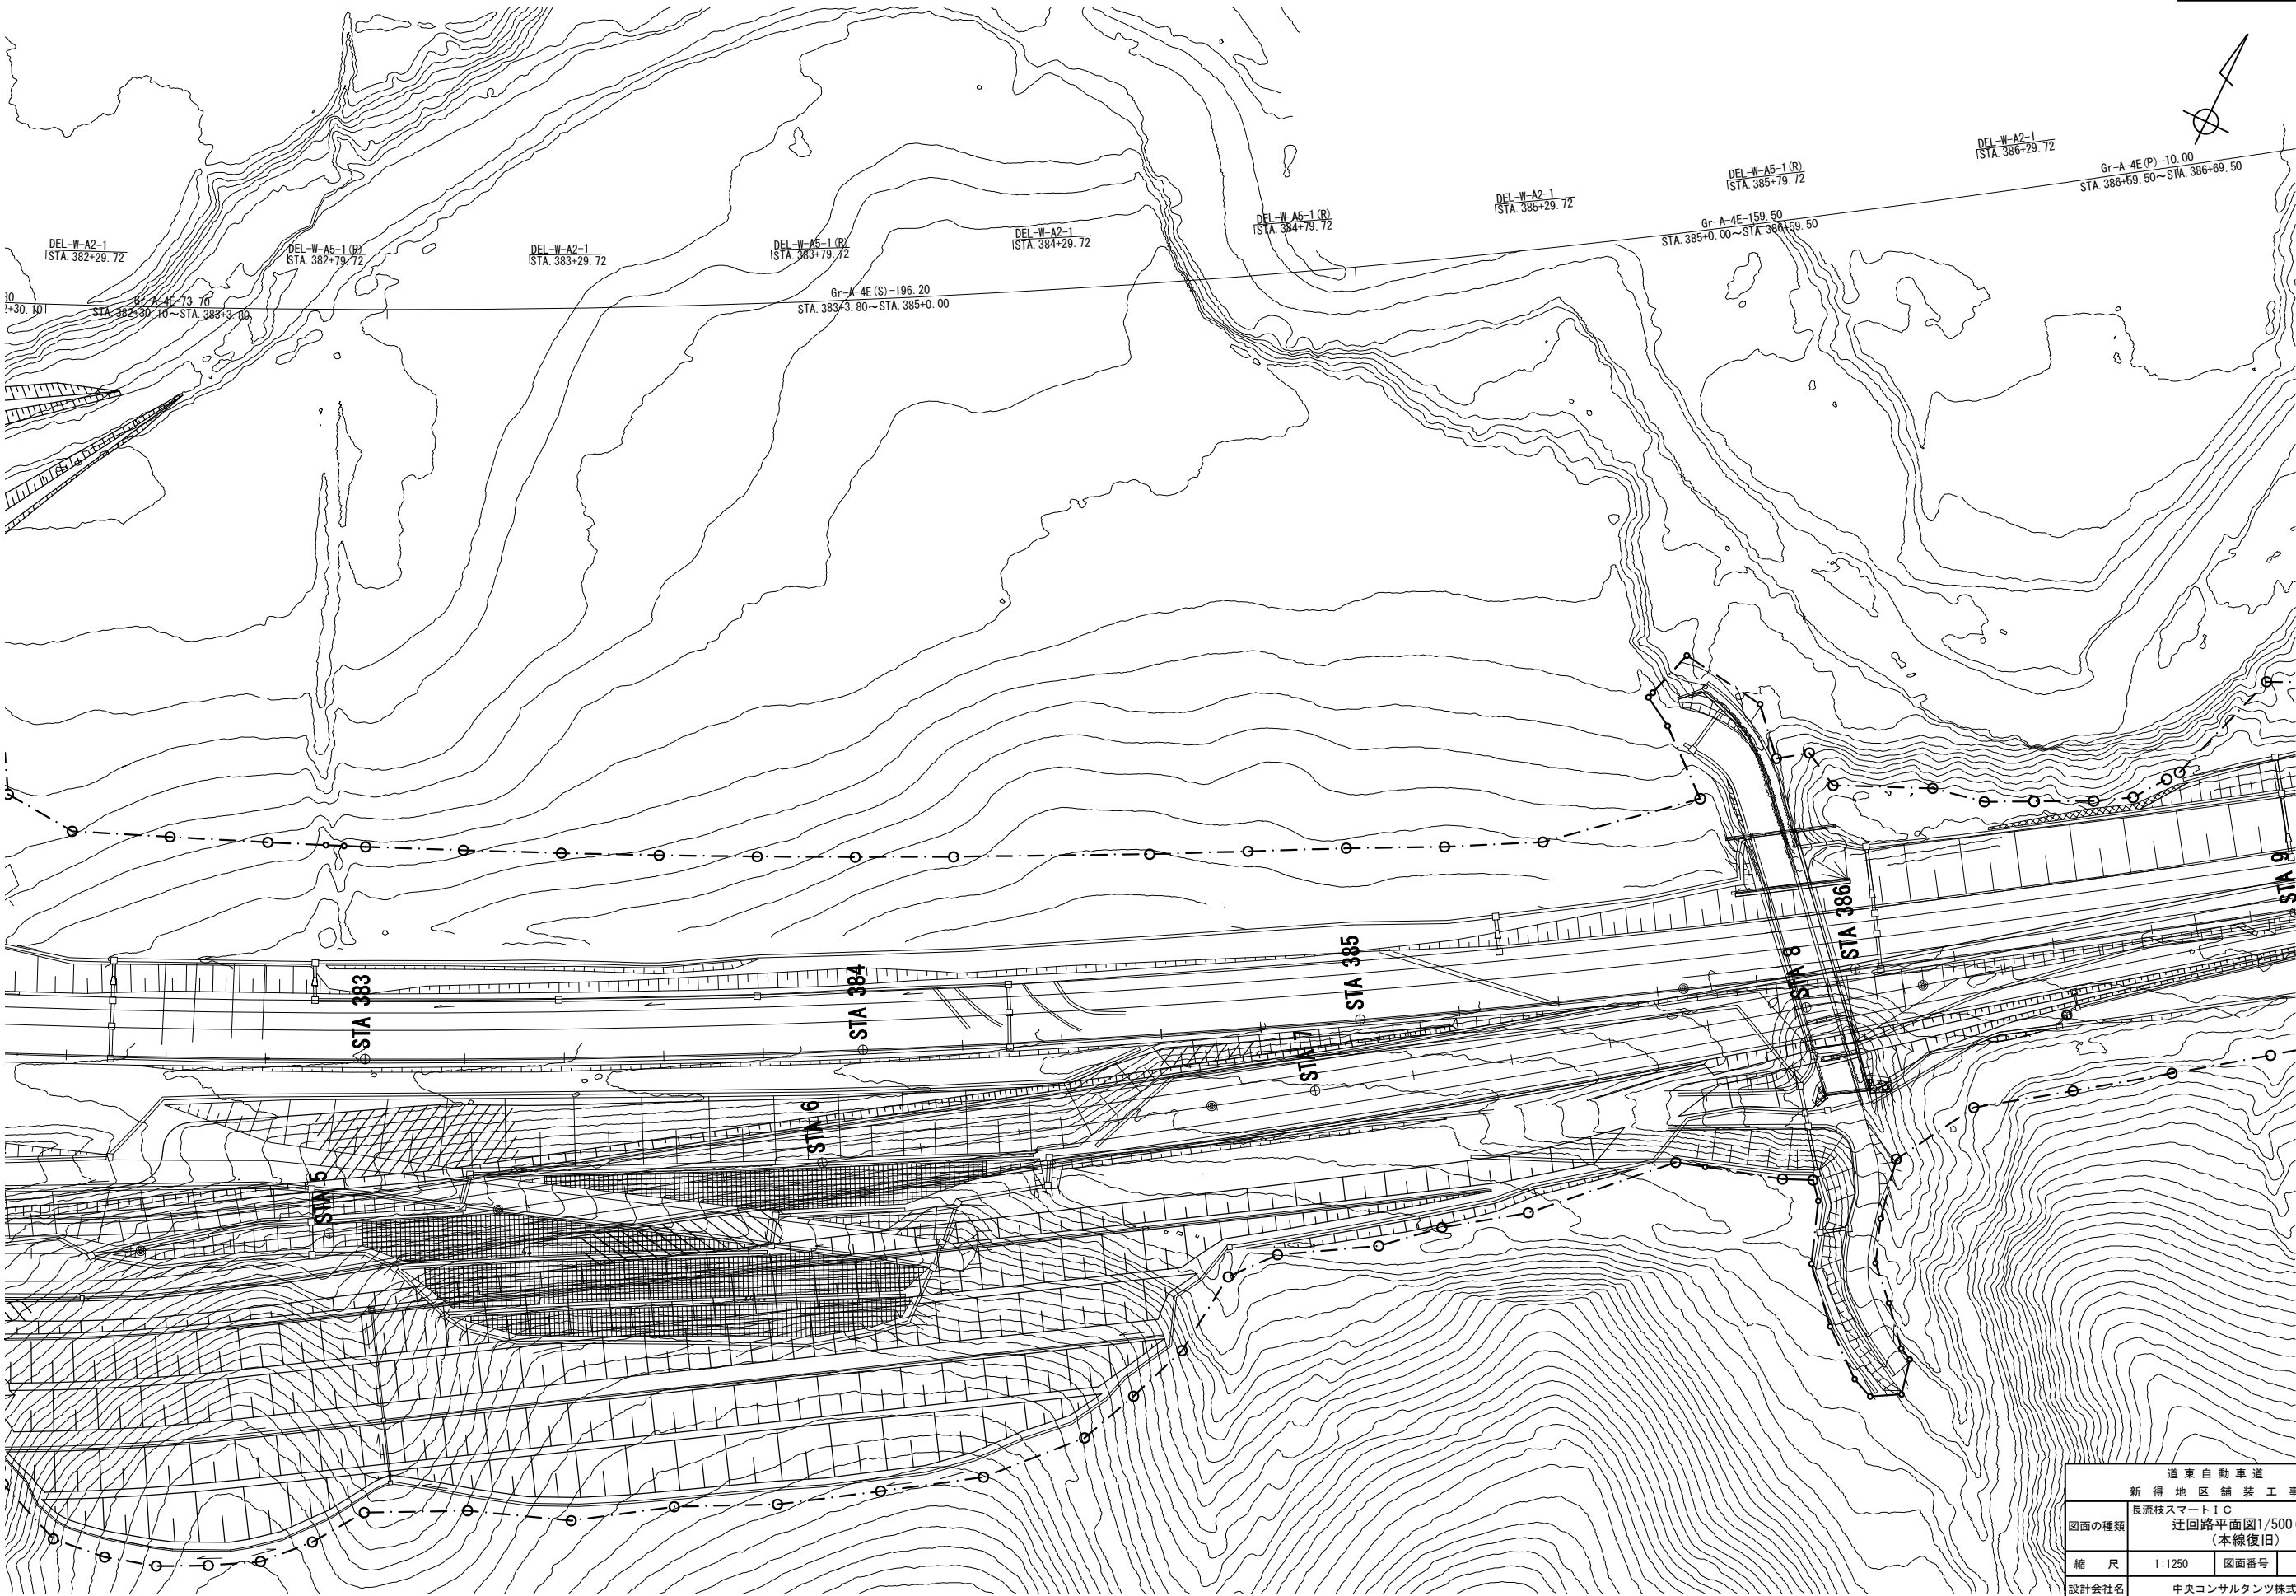 DEL-W-A2-1
STA. 386+29.72
DEL-W-A5-1(R)
STA. 385+79.72
Gr-A-4E(P)-10.00
STA. 386+59.50～STA. 386+69.50
DEL-W-A2-1
STA. 385+29.72
DEL-W-A5-1(R)
STA. 384+79.72
Gr-A-4E-159.50
STA. 385+0.00～STA. 386+59.50
DEL-W-A2-1
STA. 384+29.72
DEL-W-A5-1(R)
STA. 383+79.72
DEL-W-A2-1
STA. 383+29.72
DEL-W-A5-1(R)
STA. 382+79.72
DEL-W-A2-1
STA. 382+29.72
Gr-A-4E(S)-196.20
STA. 383+3.80～STA. 385+0.00
Gr-A-4E-73.70
STA. 382+30.10～STA. 383+3.80
+30.10
STA 383
STA 384
STA 385
STA 386
STA 5
STA 6
STA 7
STA 8
STA 9
道東自動車道
新得地区舗装工事
図面の種類
長流枝スマートＩＣ
迂回路平面図1/500
(本線復旧)
縮 尺
1:1250
図面番号
設計会社名
中央コンサルタンツ株式